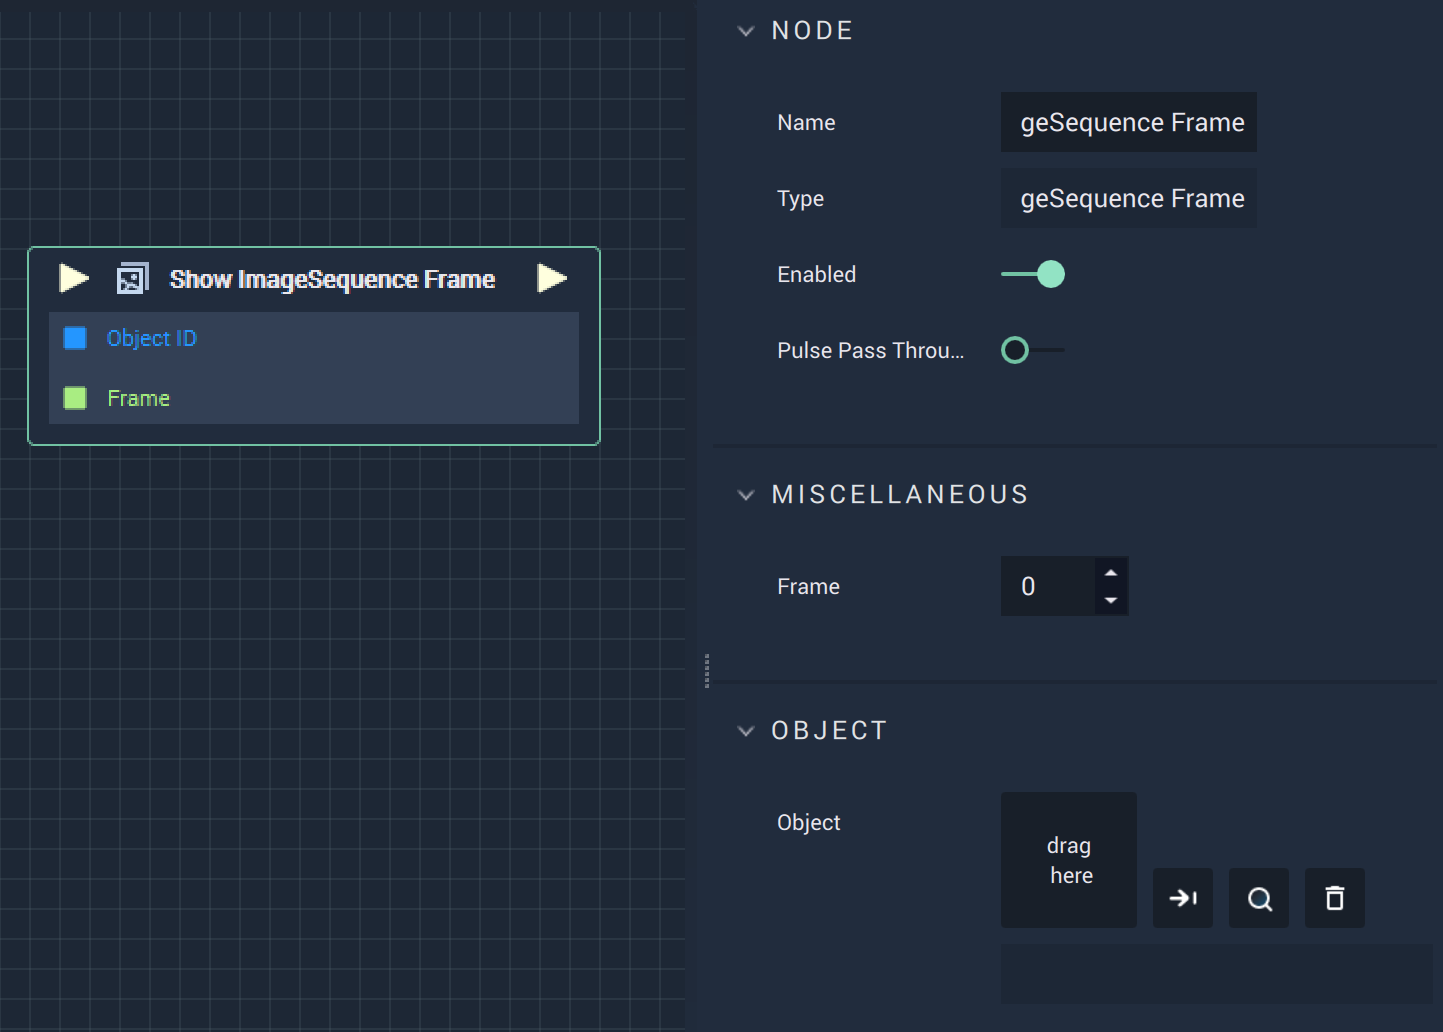 Show ImageSequence Frame
Object ID
Frame
NODE
Name
geSequence Frame
Type
geSequence Frame
Enabled
Pulse Pass Throu...
MISCELLANEOUS
Frame
0
OBJECT
Object
drag
here